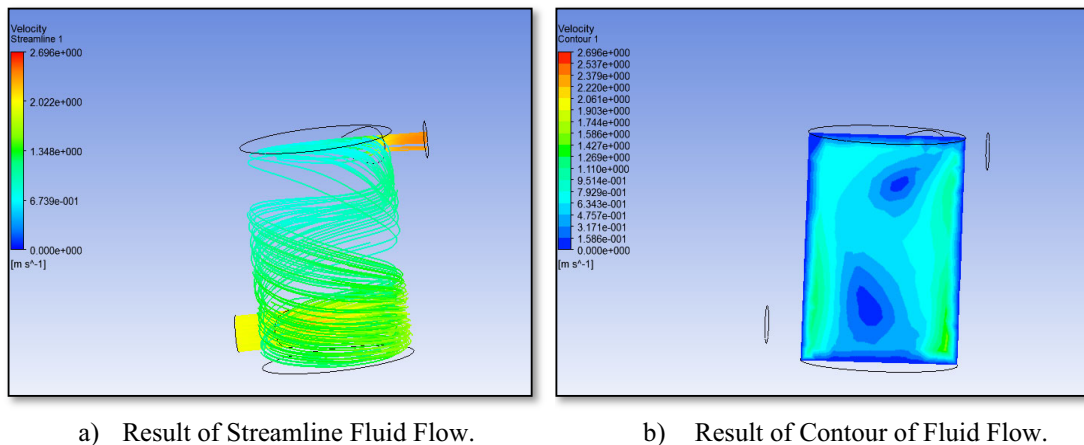 Velocity
Streamline 1
2.696e+000
2.022e+000
1.348e+000
6.739e-001
0.000e+000
[m s^-1]
Velocity
Contour 1
2.696e+000
2.537e+000
2.379e+000
2.220e+000
2.061e+000
1.903e+000
1.744e+000
1.586e+000
1.427e+000
1.269e+000
1.110e+000
9.514e-001
7.929e-001
6.343e-001
4.757e-001
3.171e-001
1.586e-001
0.000e+000
[m s^-1]
a) Result of Streamline Fluid Flow.
b) Result of Contour of Fluid Flow.